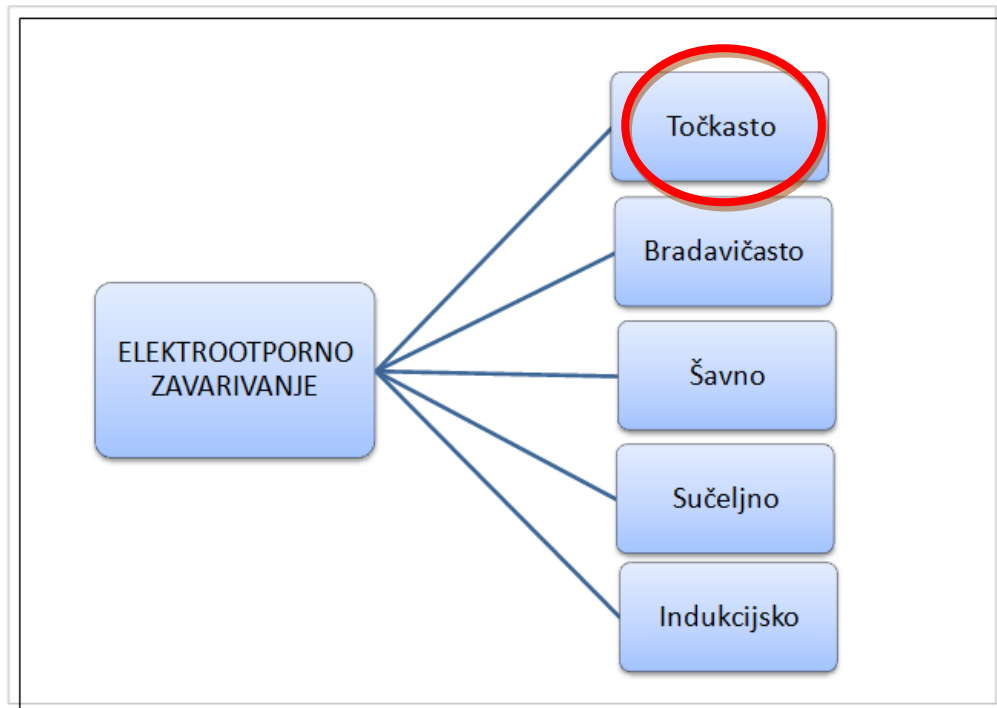 ELEKTROOTPORNO
ZAVARIVANJE
Točkasto
Bradavičasto
Šavno
Sučeljno
Indukcijsko